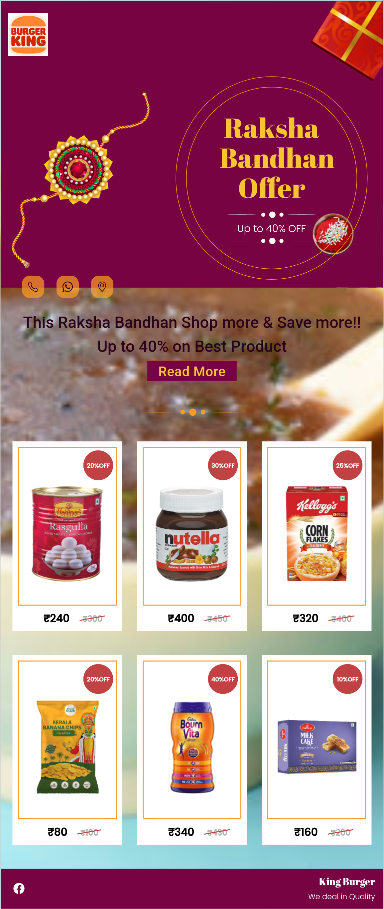 BURGER
KING
Raksha
Bandhan
Offer
Up to 40% OFF
This Raksha Bandhan Shop more & Save more!!
Up to 40% on Best Product
Read More
20%OFF
Rasgulla
₹240 ₹300
30%OFF
nutella
₹400 ₹450
25%OFF
Kellogg's
CORN
FLAKES
₹320 ₹400
20%OFF
KERALA
BANANA CHIPS
₹80 ₹100
40%OFF
Bourn
Vita
₹340 ₹430
10%OFF
MILK
CAKE
₹160 ₹200
King Burger
We deal in Quality